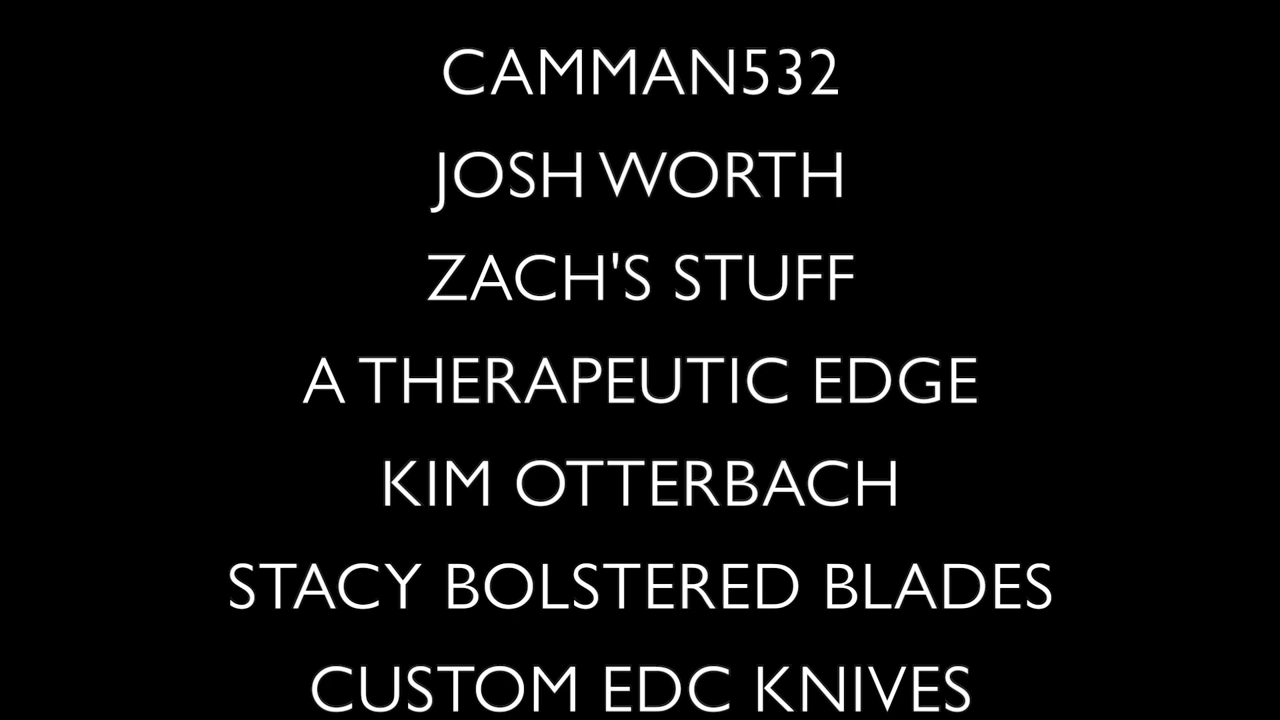 CAMMAN532
JOSH WORTH
ZACH'S STUFF
A THERAPEUTIC EDGE
KIM OTTERBACH
STACY BOLSTERED BLADES
CUSTOM EDC KNIVES